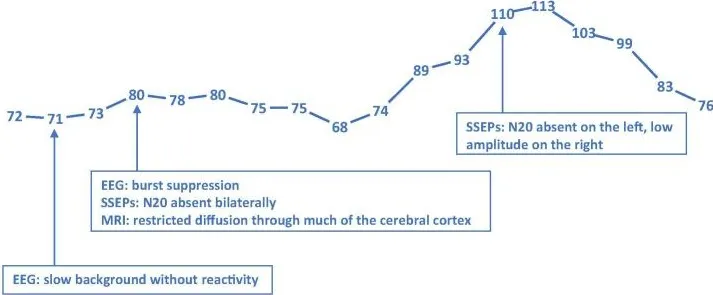 72 71 73 80 78 80 75 75 68 74 89 93 110 113 103 99 83 76
SSEPs: N20 absent on the left, low
amplitude on the right
EEG: burst suppression
SSEPs: N20 absent bilaterally
MRI: restricted diffusion through much of the cerebral cortex
EEG: slow background without reactivity